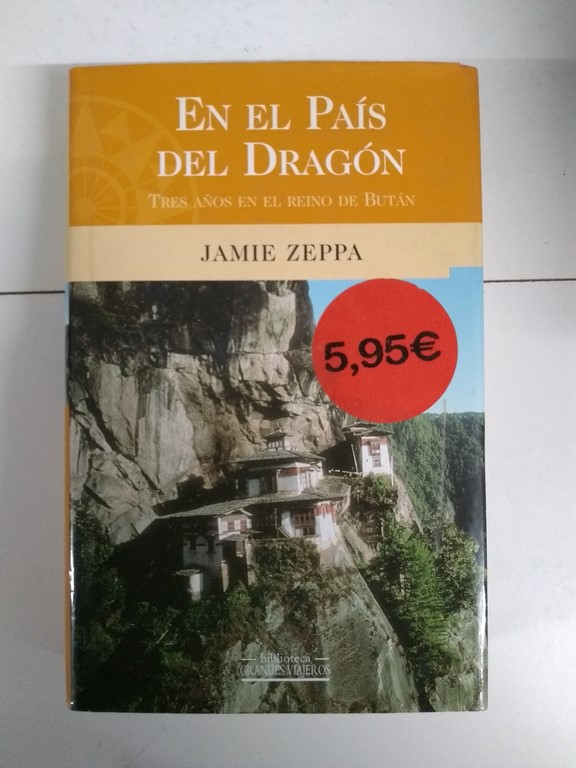 EN EL PAÍS
DEL DRAGÓN
TRES AÑOS EN EL REINO DE BUTÁN
JAMIE ZEPPA
5,95€
biblioteca
GRANDES VIAJEROS